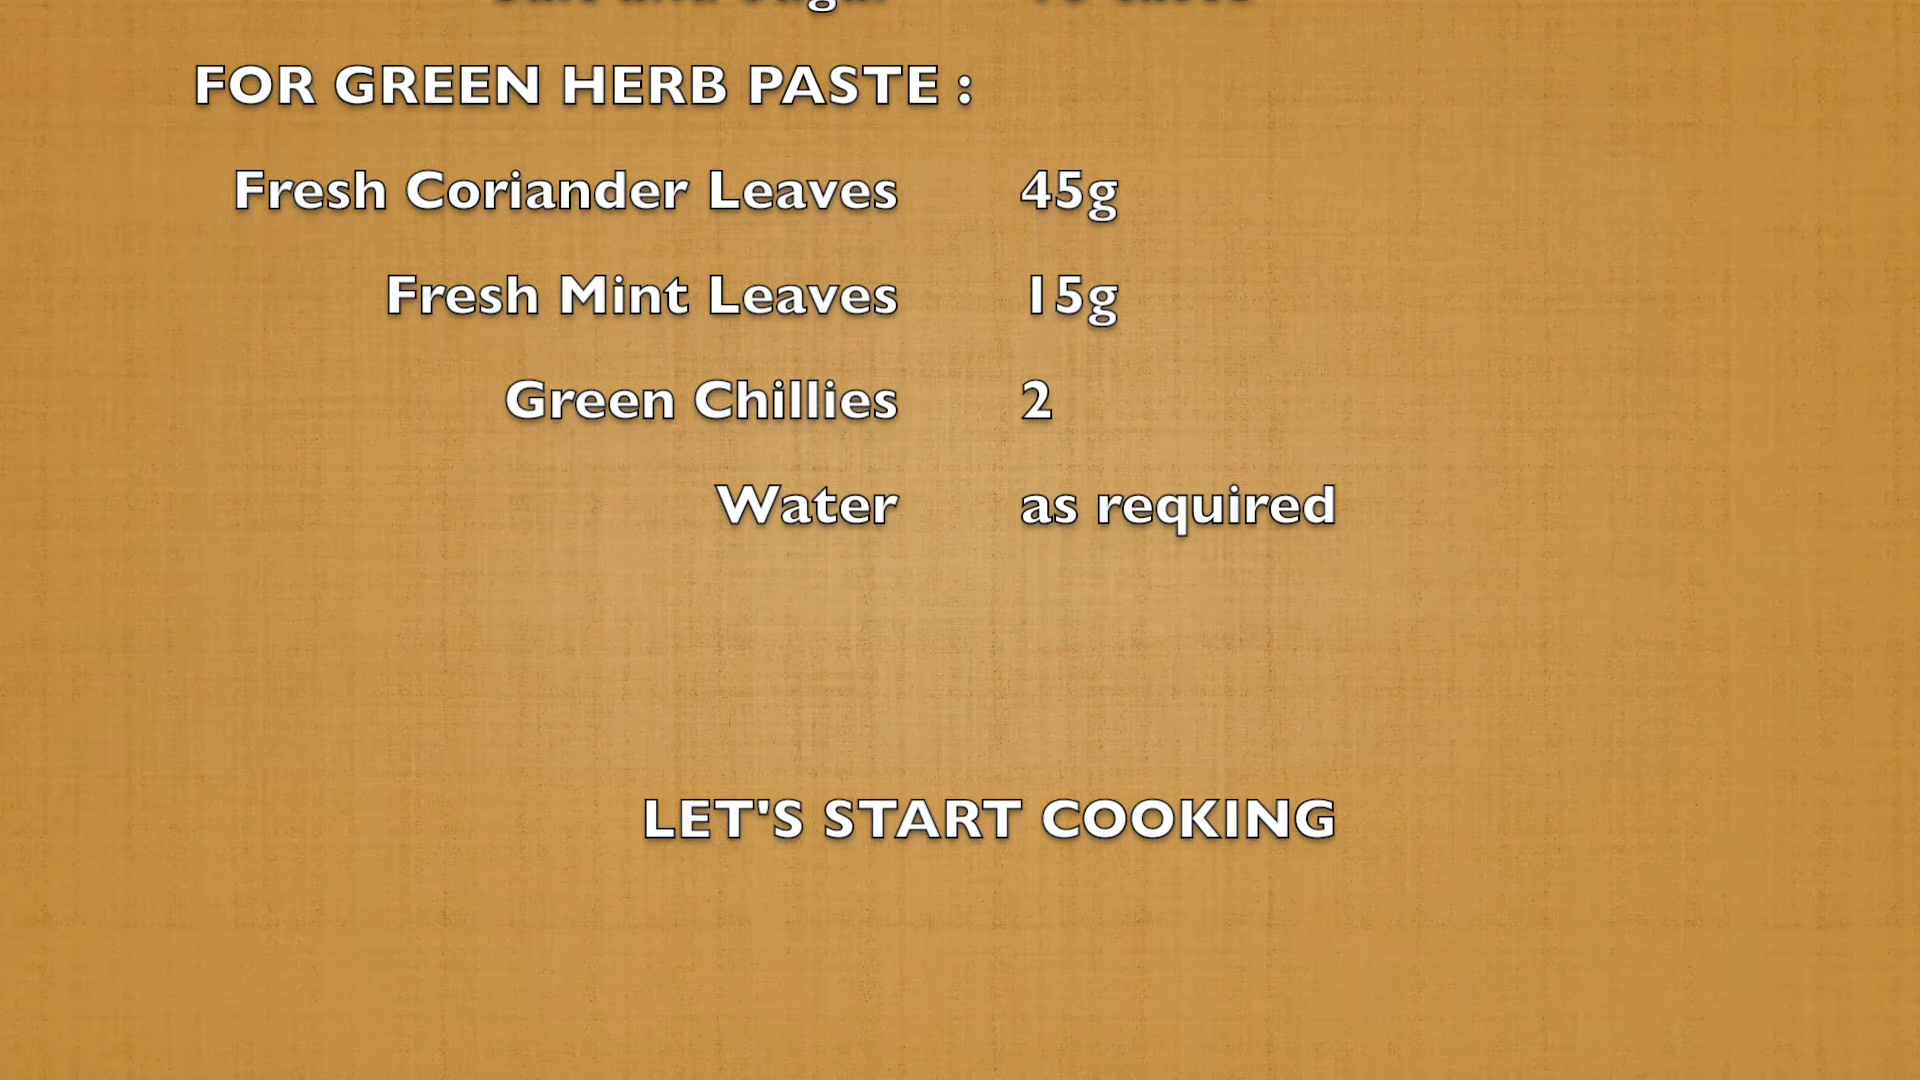 FOR GREEN HERB PASTE :
Fresh Coriander Leaves 45g
Fresh Mint Leaves 15g
Green Chillies 2
Water as required
LET'S START COOKING